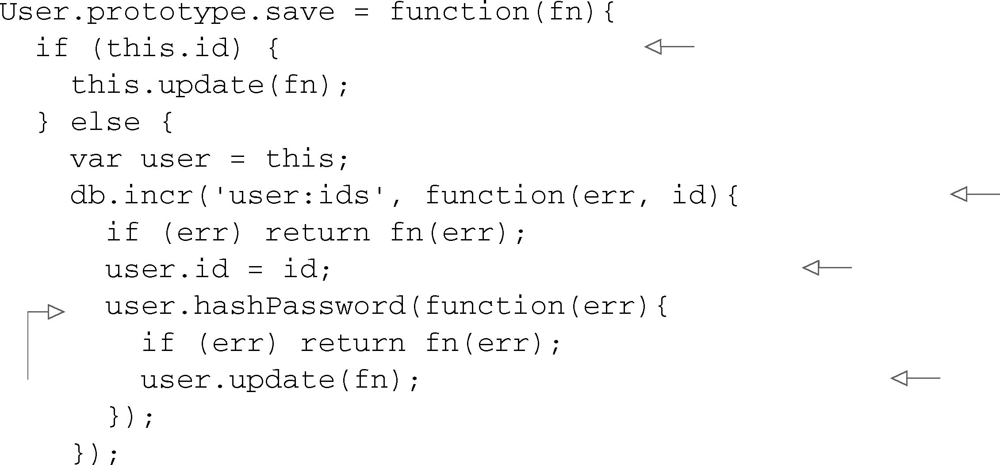 User.prototype.save = function(fn){
  if (this.id) {
    this.update(fn);
  } else {
    var user = this;
    db.incr('user:ids', function(err, id){
      if (err) return fn(err);
      user.id = id;
      user.hashPassword(function(err){
        if (err) return fn(err);
        user.update(fn);
      });
    });